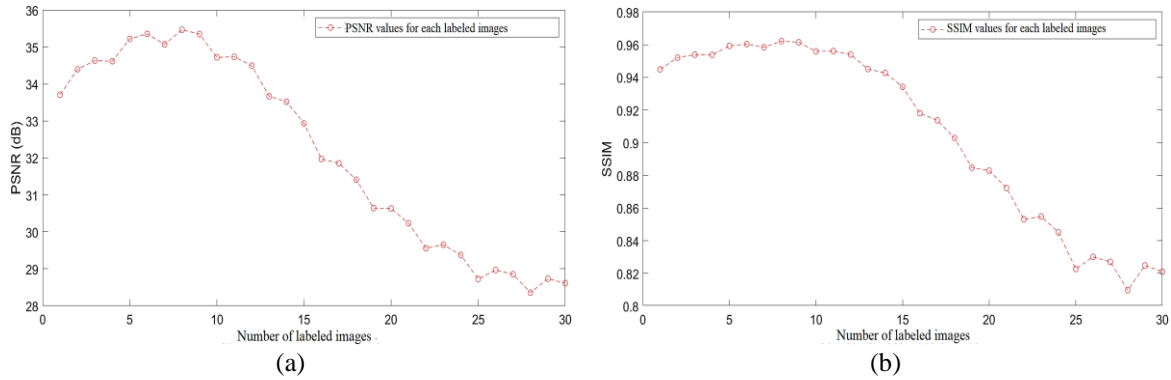 36
35
34
33
32
31
30
29
28
PSNR (dB)
PSNR values for each labeled images
0 5 10 15 20 25 30
Number of labeled images
(a)
0.98
0.96
0.94
0.92
0.9
0.88
0.86
0.84
0.82
0.8
SSIM
SSIM values for each labeled images
0 5 10 15 20 25 30
Number of labeled images
(b)